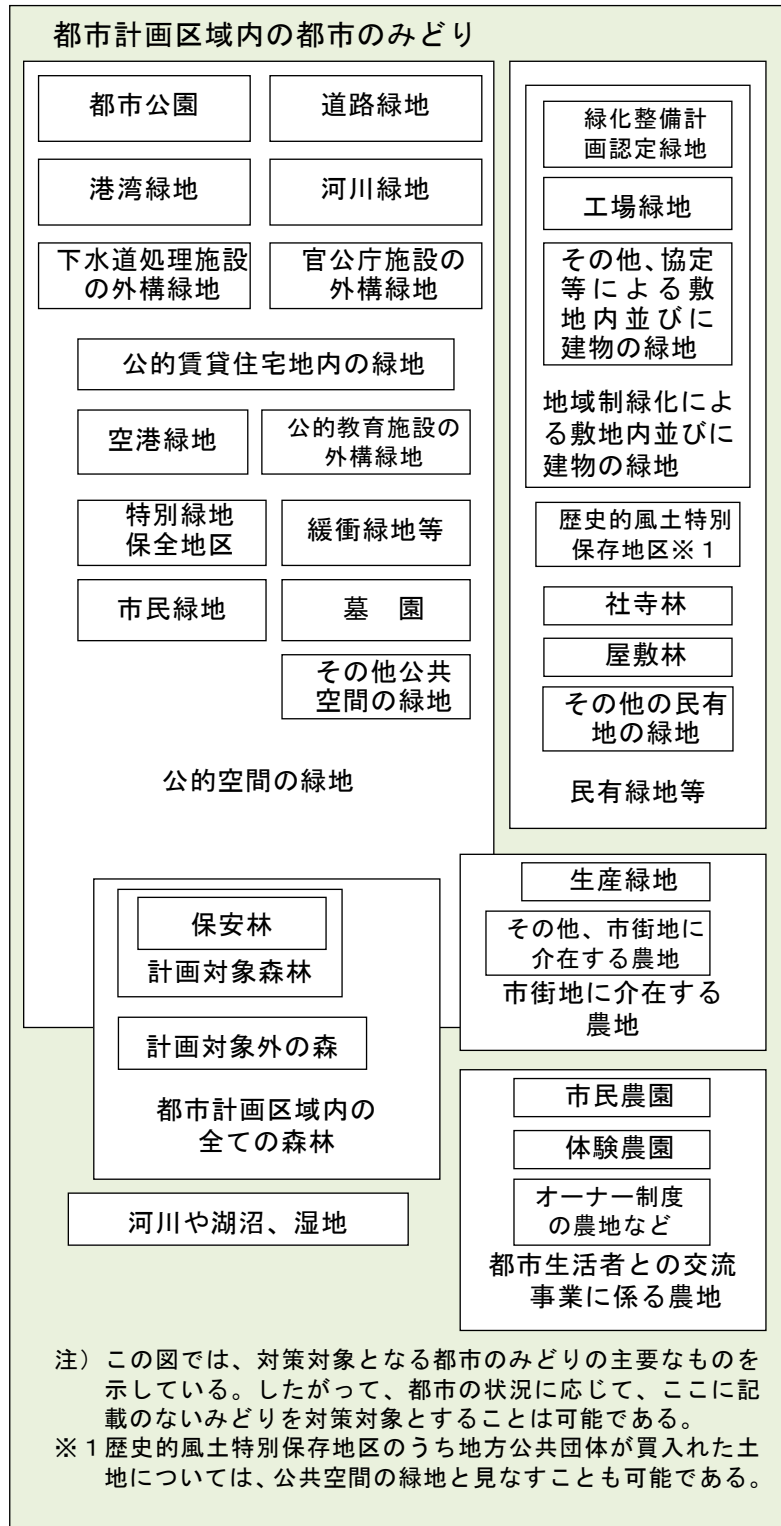 都市計画区域内の都市のみどり
都市公園
道路緑地
港湾緑地
河川緑地
下水道処理施設
の外構緑地
官公庁施設の
外構緑地
公的賃貸住宅地内の緑地
空港緑地
公的教育施設の
外構緑地
特別緑地
保全地区
緩衝緑地等
市民緑地
墓　園
その他公共
空間の緑地
公的空間の緑地
緑化整備計
画認定緑地
工場緑地
その他、協定
等による敷
地内並びに
建物の緑地
地域制緑化によ
る敷地内並びに
建物の緑地
歴史的風土特別
保存地区※１
社寺林
屋敷林
その他の民有
地の緑地
民有緑地等
保安林
計画対象森林
計画対象外の森
都市計画区域内の
全ての森林
河川や湖沼、湿地
生産緑地
その他、市街地に
介在する農地
市街地に介在する
農地
市民農園
体験農園
オーナー制度
の農地など
都市生活者との交流
事業に係る農地
注）この図では、対策対象となる都市のみどりの主要なものを
示している。したがって、都市の状況に応じて、ここに記
載のないみどりを対策対象とすることは可能である。
※１歴史的風土特別保存地区のうち地方公共団体が買入れた土
地については、公共空間の緑地と見なすことも可能である。